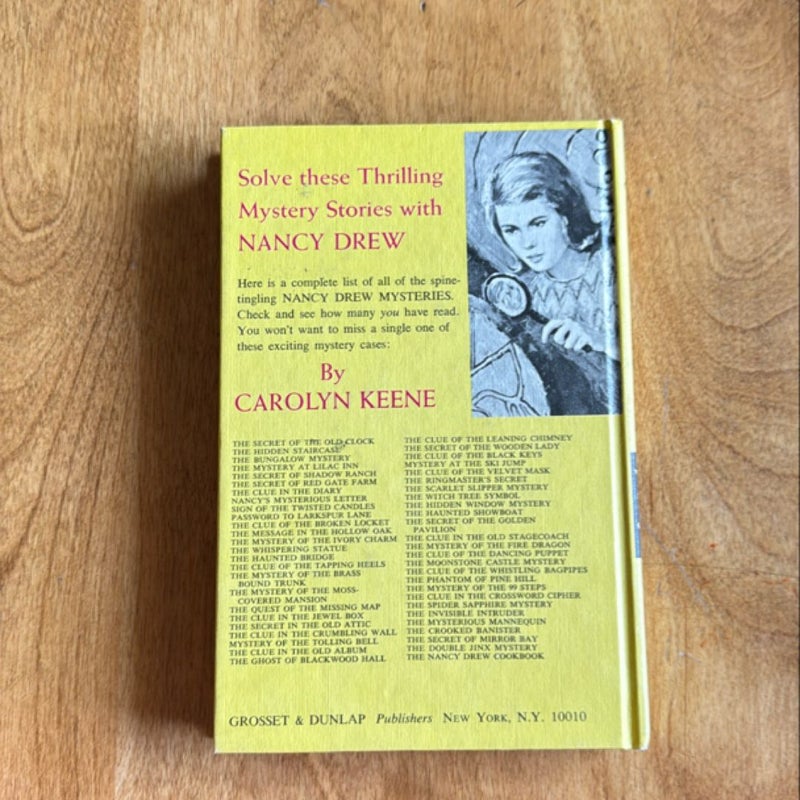 Solve these Thrilling
Mystery Stories with
NANCY DREW
Here is a complete list of all of the spine-
tingling NANCY DREW MYSTERIES.
Check and see how many you have read.
You won't want to miss a single one of
these exciting mystery cases:
By
CAROLYN KEENE
THE SECRET OF THE OLD CLOCK
THE HIDDEN STAIRCASE
THE BUNGALOW MYSTERY
THE MYSTERY AT LILAC INN
THE SECRET OF SHADOW RANCH
THE SECRET OF RED GATE FARM
THE CLUE IN THE DIARY
NANCY'S MYSTERIOUS LETTER
SIGN OF THE TWISTED CANDLES
PASSWORD TO LARKSPUR LANE
THE CLUE OF THE BROKEN LOCKET
THE MESSAGE IN THE HOLLOW OAK
THE MYSTERY OF THE IVORY CHARM
THE WHISPERING STATUE
THE HAUNTED BRIDGE
THE CLUE OF THE TAPPING HEELS
THE MYSTERY OF THE BRASS
BOUND TRUNK
THE MYSTERY OF THE MOSS-
COVERED MANSION
THE QUEST OF THE MISSING MAP
THE CLUE IN THE JEWEL BOX
THE SECRET IN THE OLD ATTIC
THE CLUE IN THE CRUMBLING WALL
MYSTERY OF THE TOLLING BELL
THE CLUE IN THE OLD ALBUM
THE GHOST OF BLACKWOOD HALL
THE CLUE OF THE LEANING CHIMNEY
THE SECRET OF THE WOODEN LADY
THE CLUE OF THE BLACK KEYS
MYSTERY AT THE SKI JUMP
THE CLUE OF THE VELVET MASK
THE RINGMASTER'S SECRET
THE SCARLET SLIPPER MYSTERY
THE WITCH TREE SYMBOL
THE HIDDEN WINDOW MYSTERY
THE HAUNTED SHOWBOAT
THE SECRET OF THE GOLDEN
PAVILION
THE CLUE IN THE OLD STAGECOACH
THE MYSTERY OF THE FIRE DRAGON
THE CLUE OF THE DANCING PUPPET
THE MOONSTONE CASTLE MYSTERY
THE CLUE OF THE WHISTLING BAGPIPES
THE PHANTOM OF PINE HILL
THE MYSTERY OF THE 99 STEPS
THE CLUE IN THE CROSSWORD CIPHER
THE SPIDER SAPPHIRE MYSTERY
THE INVISIBLE INTRUDER
THE MYSTERIOUS MANNEQUIN
THE CROOKED BANISTER
THE SECRET OF MIRROR BAY
THE DOUBLE JINX MYSTERY
THE NANCY DREW COOKBOOK
GROSSET & DUNLAP Publishers NEW YORK, N.Y. 10010